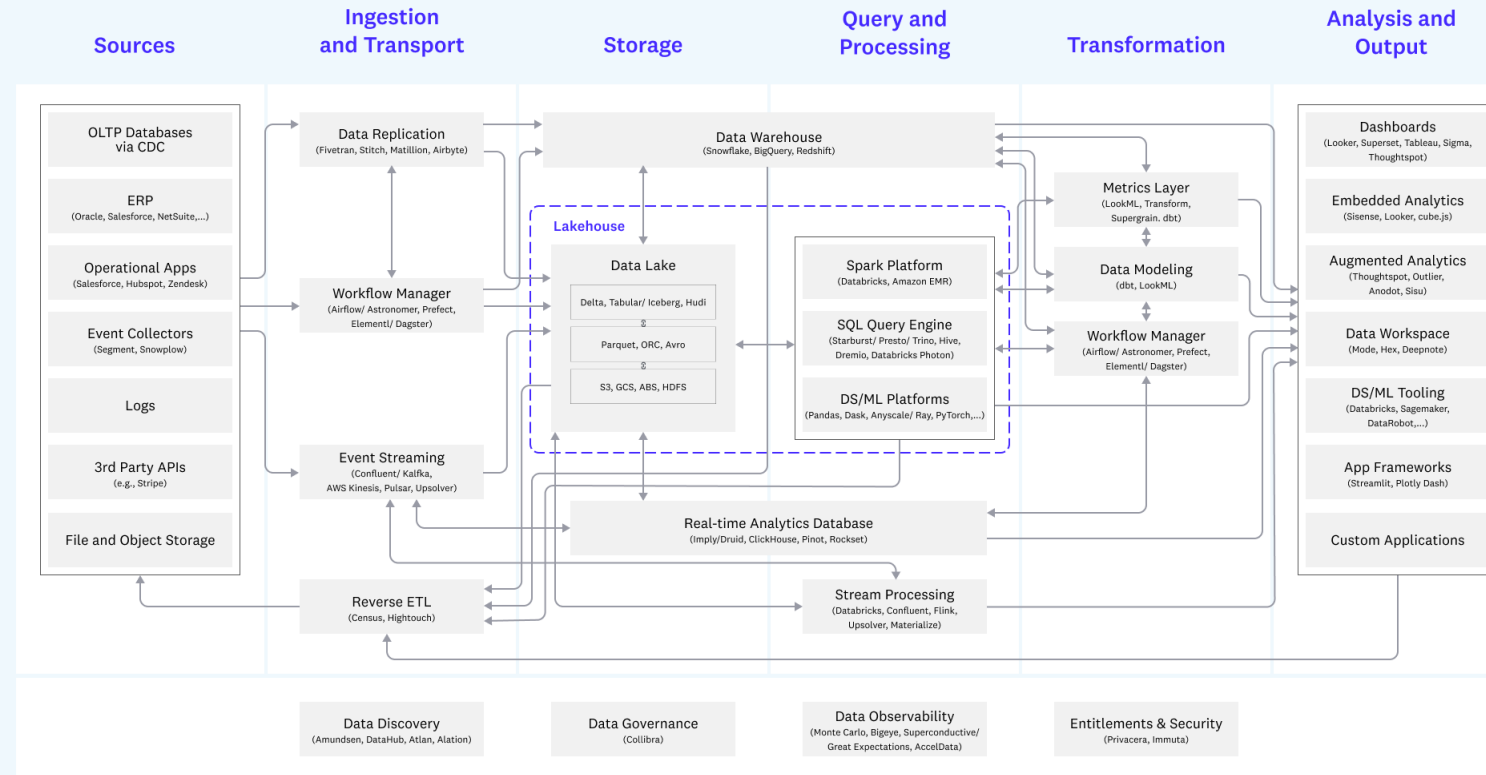 Sources
Ingestion
and Transport
Storage
Query and
Processing
Transformation
Analysis and
Output
OLTP Databases
via CDC
ERP
(Oracle, Salesforce, NetSuite,...)
Operational Apps
(Salesforce, Hubspot, Zendesk)
Event Collectors
(Segment, Snowplow)
Logs
3rd Party APIs
(e.g., Stripe)
File and Object Storage
Data Replication
(Fivetran, Stitch, Matillion, Airbyte)
Workflow Manager
(Airflow/ Astronomer, Prefect,
Elementl/ Dagster)
Event Streaming
(Confluent/ Kalfka,
AWS Kinesis, Pulsar, Upsolver)
Reverse ETL
(Census, Hightouch)
Data Warehouse
(Snowflake, BigQuery, Redshift)
Lakehouse
Data Lake
Delta, Tabular/ Iceberg, Hudi
Parquet, ORC, Avro
S3, GCS, ABS, HDFS
Spark Platform
(Databricks, Amazon EMR)
SQL Query Engine
(Starburst/ Presto/ Trino, Hive,
Dremio, Databricks Photon)
DS/ML Platforms
(Pandas, Dask, Anyscale/ Ray, PyTorch,...)
Real-time Analytics Database
(Imply/Druid, ClickHouse, Pinot, Rockset)
Stream Processing
(Databricks, Confluent, Flink,
Upsolver, Materialize)
Metrics Layer
(LookML, Transform,
Supergrain. dbt)
Data Modeling
(dbt, LookML)
Workflow Manager
(Airflow/ Astronomer, Prefect,
Elementl/ Dagster)
Dashboards
(Looker, Superset, Tableau, Sigma,
Thoughtspot)
Embedded Analytics
(Sisense, Looker, cube.js)
Augmented Analytics
(Thoughtspot, Outlier,
Anodot, Sisu)
Data Workspace
(Mode, Hex, Deepnote)
DS/ML Tooling
(Databricks, Sagemaker,
DataRobot,...)
App Frameworks
(Streamlit, Plotly Dash)
Custom Applications
Data Discovery
(Amundsen, DataHub, Atlan, Alation)
Data Governance
(Collibra)
Data Observability
(Monte Carlo, Bigeye, Superconductive/
Great Expectations, AccelData)
Entitlements & Security
(Privacera, Immuta)